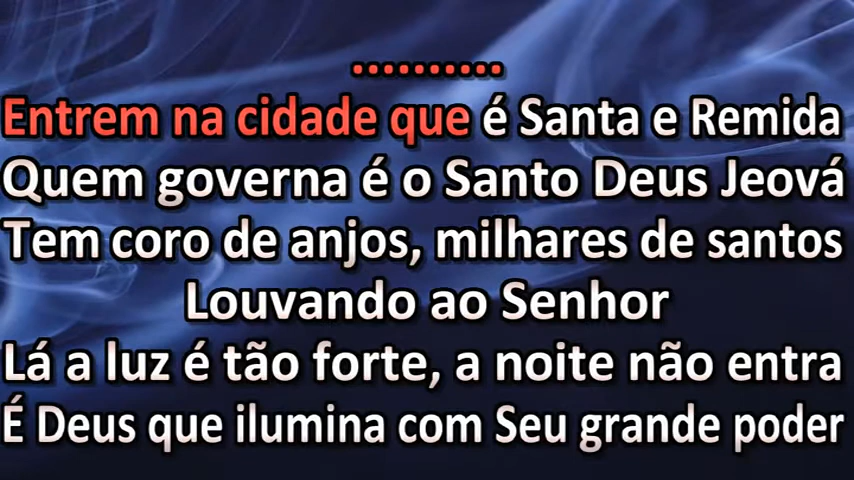 ..........
Entrem na cidade que é Santa e Remida
Quem governa é o Santo Deus Jeová
Tem coro de anjos, milhares de santos
Louvando ao Senhor
Lá a luz é tão forte, a noite não entra
É Deus que ilumina com Seu grande poder